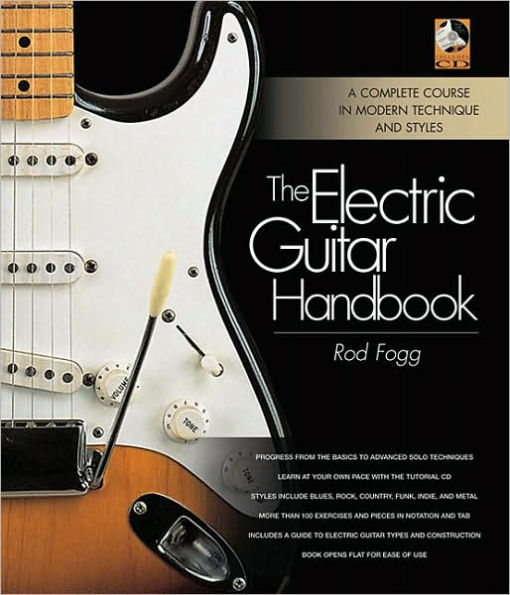 INCLUDES
CD
A COMPLETE COURSE
IN MODERN TECHNIQUE
AND STYLES
The Electric
Guitar
Handbook
Rod Fogg
VOLUME
TONE
TONE
PROGRESS FROM THE BASICS TO ADVANCED SOLO TECHNIQUES
LEARN AT YOUR OWN PACE WITH THE TUTORIAL CD
STYLES INCLUDE BLUES, ROCK, COUNTRY, FUNK, INDIE, AND METAL
MORE THAN 100 EXERCISES AND PIECES IN NOTATION AND TAB
INCLUDES A GUIDE TO ELECTRIC GUITAR TYPES AND CONSTRUCTION
BOOK OPENS FLAT FOR EASE OF USE